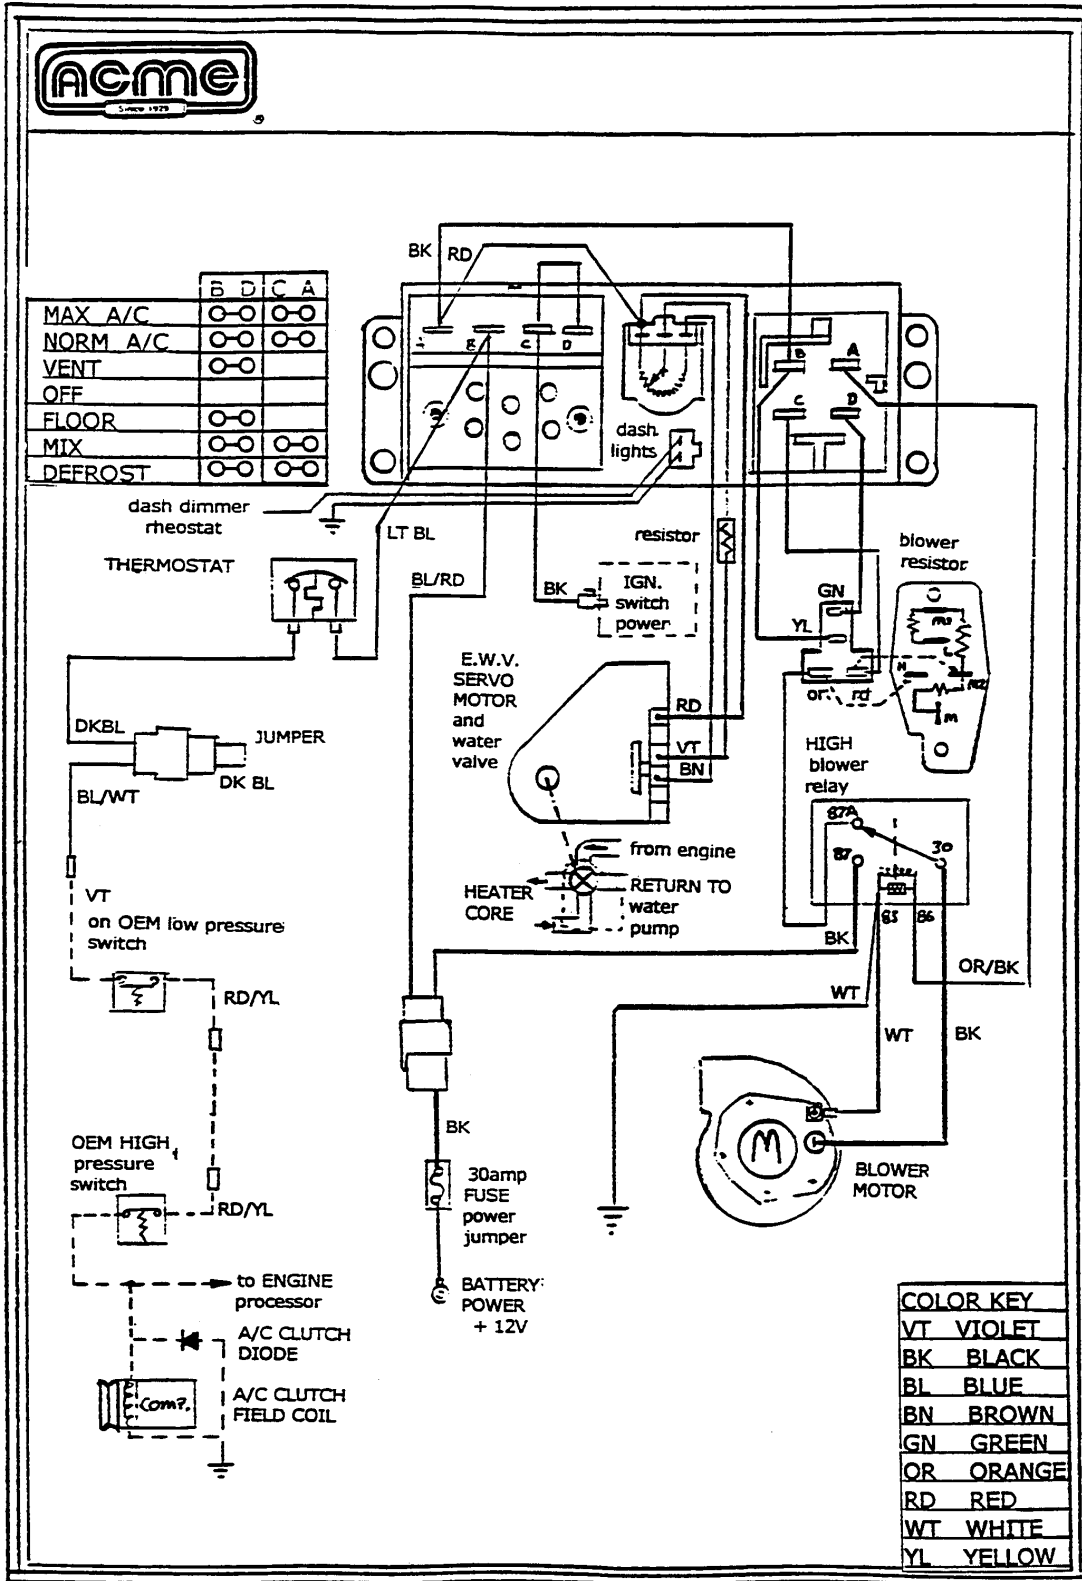 acme
Since 1929
®
BK
RD
B D C A
MAX A/C
NORM A/C
VENT
OFF
FLOOR
MIX
DEFROST
B
C
D
B
A
C
D
dash
lights
dash dimmer
rheostat
LT BL
THERMOSTAT
BL/RD
BK
IGN.
switch
power
resistor
blower
resistor
GN
YL
or
rd
H
M2
M
E.W.V.
SERVO
MOTOR
and
water
valve
RD
VT
BN
DKBL
JUMPER
DK BL
BL/WT
HIGH
blower
relay
87A
87
30
85
86
from engine
HEATER
CORE
RETURN TO
water
pump
VT
on OEM low pressure
switch
BK
OR/BK
WT
WT
BK
RD/YL
BK
OEM HIGH
pressure
switch
RD/YL
30amp
FUSE
power
jumper
M
BLOWER
MOTOR
to ENGINE
processor
BATTERY
POWER
+ 12V
A/C CLUTCH
DIODE
Comp.
A/C CLUTCH
FIELD COIL
COLOR KEY
VT VIOLET
BK BLACK
BL BLUE
BN BROWN
GN GREEN
OR ORANGE
RD RED
WT WHITE
YL YELLOW